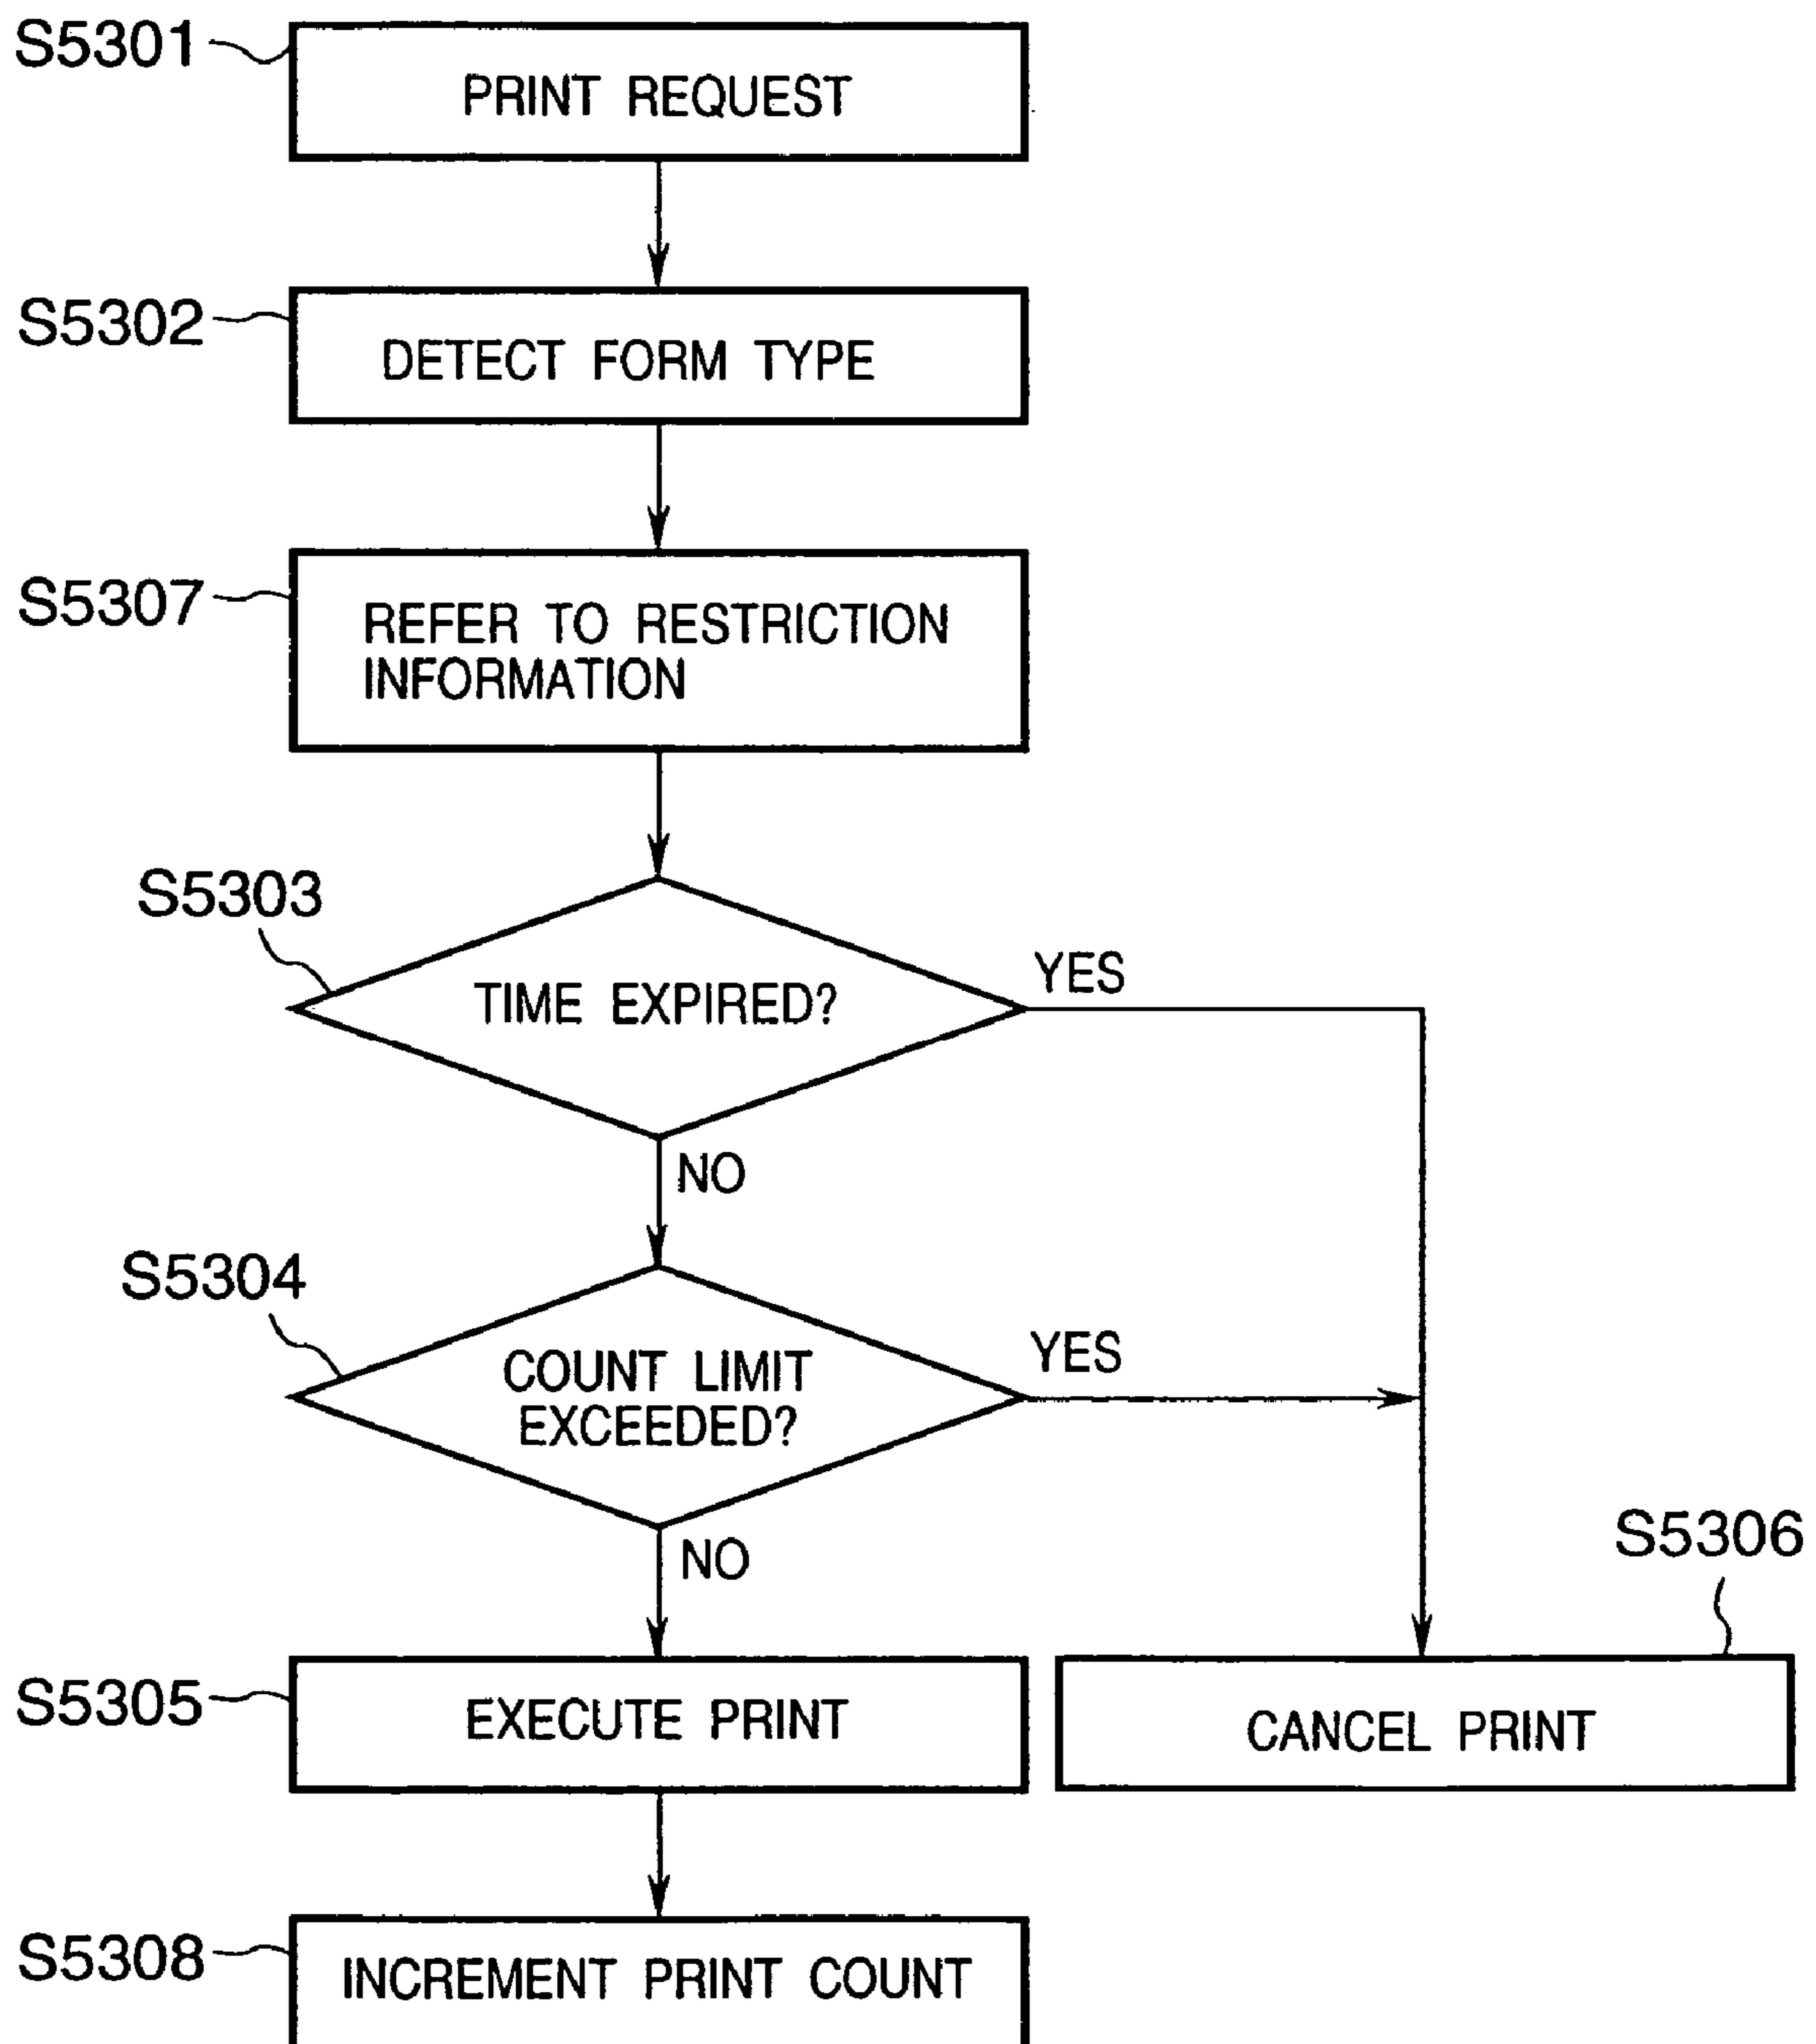 S5301
PRINT REQUEST
S5302
DETECT FORM TYPE
S5307
REFER TO RESTRICTION
INFORMATION
S5303
TIME EXPIRED?
YES
NO
S5304
COUNT LIMIT
EXCEEDED?
YES
NO
S5306
S5305
EXECUTE PRINT
CANCEL PRINT
S5308
INCREMENT PRINT COUNT